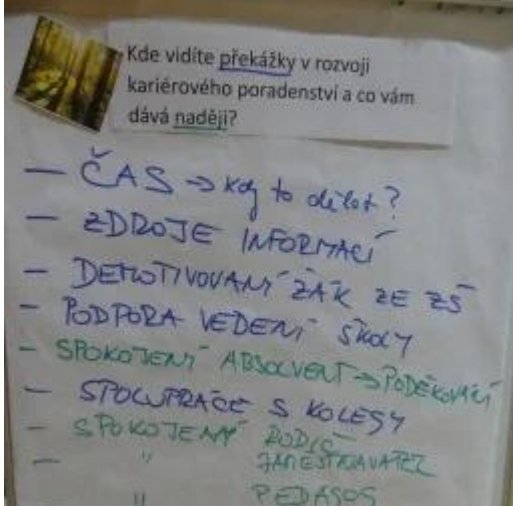 Kde vidíte překážky v rozvoji
kariérového poradenství a co vám
dává naději?
– ČAS → kdy to dělat?
– ZDROJE INFORMACÍ
– DEMOTIVOVANÝ ŽÁK ZE ZŠ
– PODPORA VEDENÍ ŠKOLY
– SPOKOJENÝ ABSOLVENT → PODĚKOVÁNÍ
– SPOLUPRÁCE S KOLEGY
– SPOKOJENÝ RODIČ
– " ZAMĚSTNAVATEL
" PEDAGOG